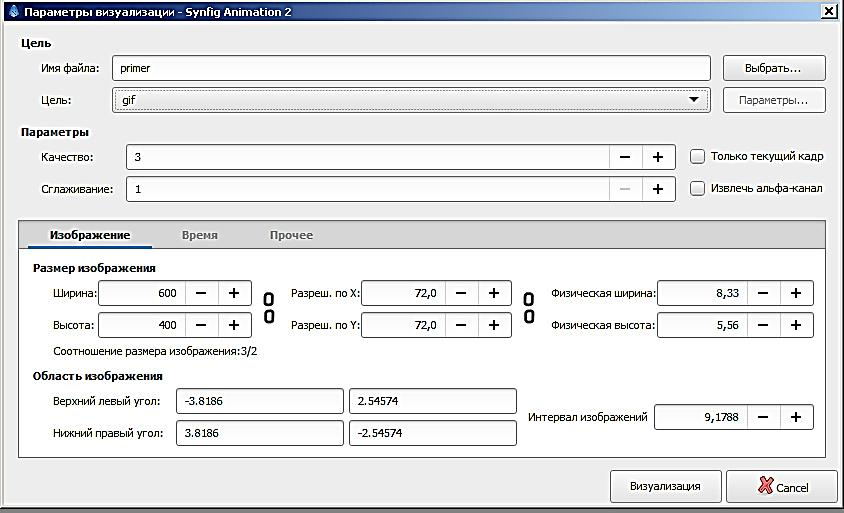 Параметры визуализации - Synfig Animation 2
Цель
Имя файла: primer Выбрать...
Цель: gif Параметры...
Параметры
Качество: 3 − + Только текущий кадр
Сглаживание: 1 − + Извлечь альфа-канал
Изображение Время Прочее
Размер изображения
Ширина: 600 − + Разреш. по X: 72,0 − + Физическая ширина: 8,33 − +
Высота: 400 − + Разреш. по Y: 72,0 − + Физическая высота: 5,56 − +
Соотношение размера изображения:3/2
Область изображения
Верхний левый угол: -3.8186 2.54574
Интервал изображений 9,1788 − +
Нижний правый угол: 3.8186 -2.54574
Визуализация Cancel